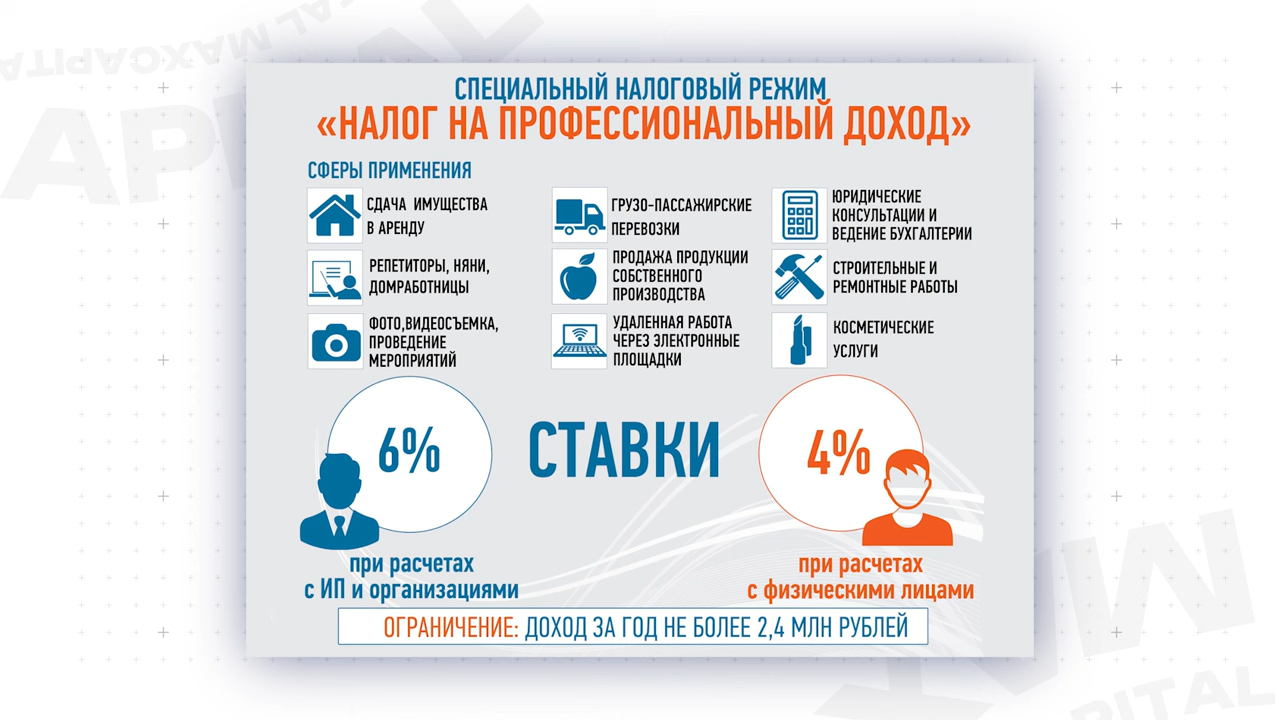 СПЕЦИАЛЬНЫЙ НАЛОГОВЫЙ РЕЖИМ
«НАЛОГ НА ПРОФЕССИОНАЛЬНЫЙ ДОХОД»
СФЕРЫ ПРИМЕНЕНИЯ
СДАЧА ИМУЩЕСТВА
В АРЕНДУ
ГРУЗО-ПАССАЖИРСКИЕ
ПЕРЕВОЗКИ
ЮРИДИЧЕСКИЕ
КОНСУЛЬТАЦИИ И
ВЕДЕНИЕ БУХГАЛТЕРИИ
РЕПЕТИТОРЫ, НЯНИ,
ДОМРАБОТНИЦЫ
ПРОДАЖА ПРОДУКЦИИ
СОБСТВЕННОГО
ПРОИЗВОДСТВА
СТРОИТЕЛЬНЫЕ И
РЕМОНТНЫЕ РАБОТЫ
ФОТО,ВИДЕОСЪЕМКА,
ПРОВЕДЕНИЕ
МЕРОПРИЯТИЙ
УДАЛЕННАЯ РАБОТА
ЧЕРЕЗ ЭЛЕКТРОННЫЕ
ПЛОЩАДКИ
КОСМЕТИЧЕСКИЕ
УСЛУГИ
6%
СТАВКИ
4%
при расчетах
с ИП и организациями
при расчетах
с физическими лицами
ОГРАНИЧЕНИЕ: ДОХОД ЗА ГОД НЕ БОЛЕЕ 2,4 МЛН РУБЛЕЙ